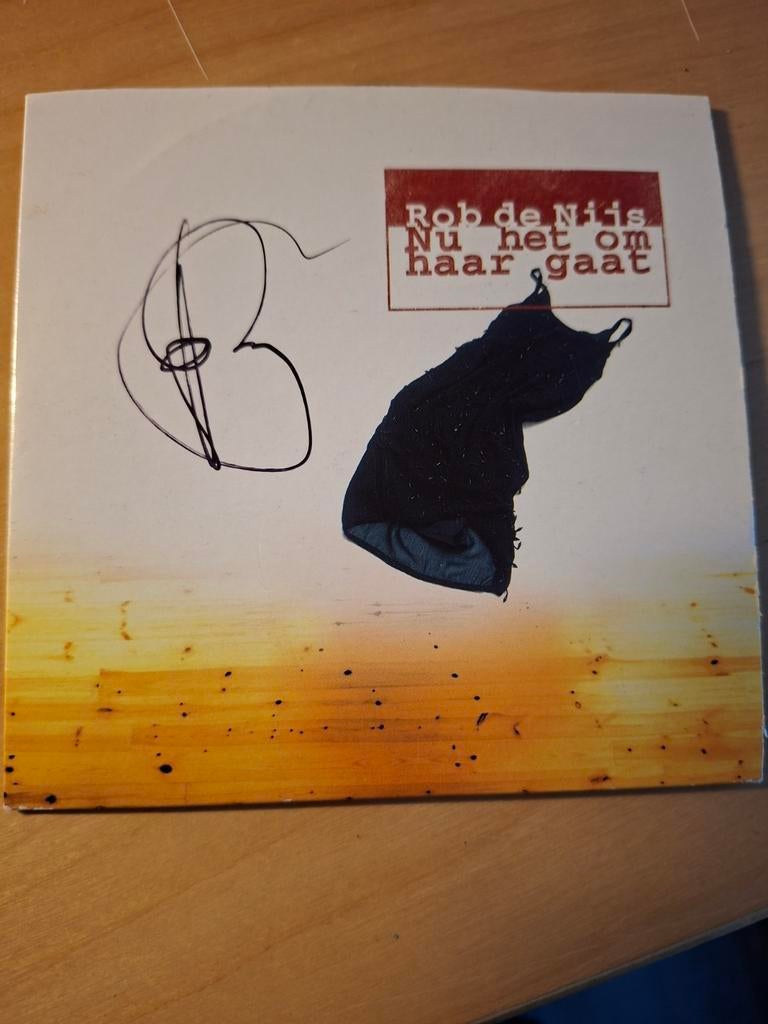 Rob de Nijs
Nu het om
haar gaat